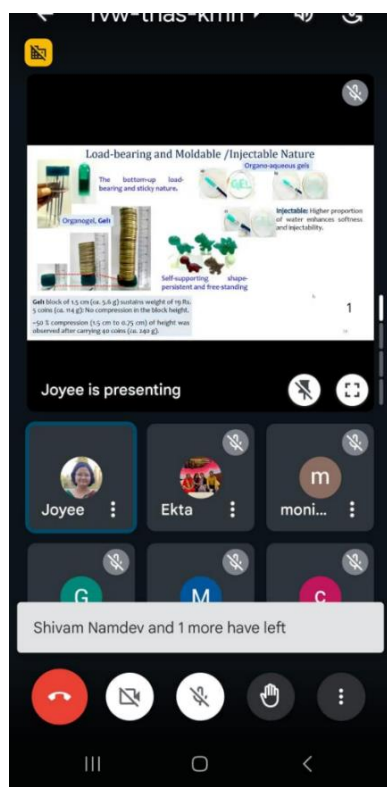 rvw-tnas-kmn
Load-bearing and Moldable /Injectable Nature
Organo-aqueous gels
The bottom-up load-
bearing and sticky nature.
GEL
Organogel, Gel1
Injectable: Higher proportion
of water enhances softness
and injectability.
Self-supporting shape-
persistent and free-standing
Gel1 block of 1.5 cm (ca. 5.6 g) sustains weight of 19 Rs.
5 coins (ca. 114 g): No compression in the block height.
~50 % compression (1.5 cm to 0.75 cm) of height was
observed after carrying 40 coins (ca. 240 g).
1
Joyee is presenting
m
Joyee
Ekta
moni...
G
M
c
Shivam Namdev and 1 more have left